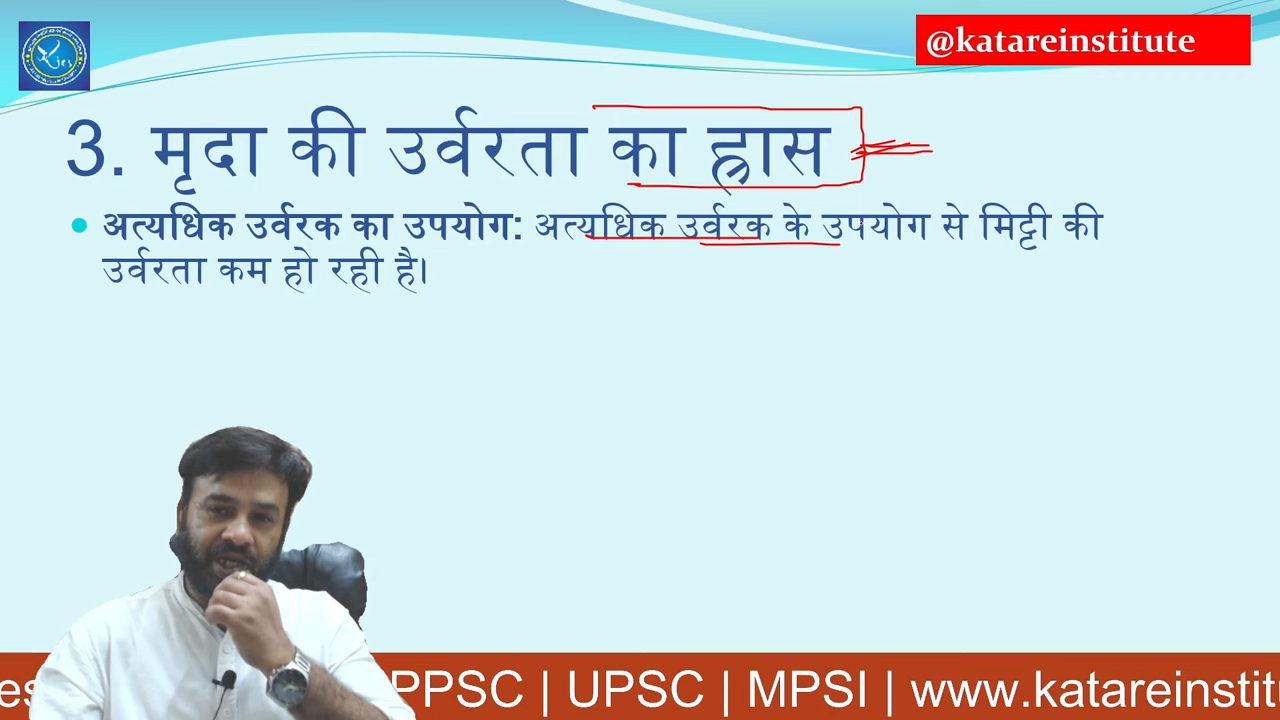 @katareinstitute
3. मृदा की उर्वरता का ह्रास
अत्यधिक उर्वरक का उपयोग: अत्यधिक उर्वरक के उपयोग से मिट्टी की
उर्वरता कम हो रही है।
PPSC | UPSC | MPSI | www.katareinstit